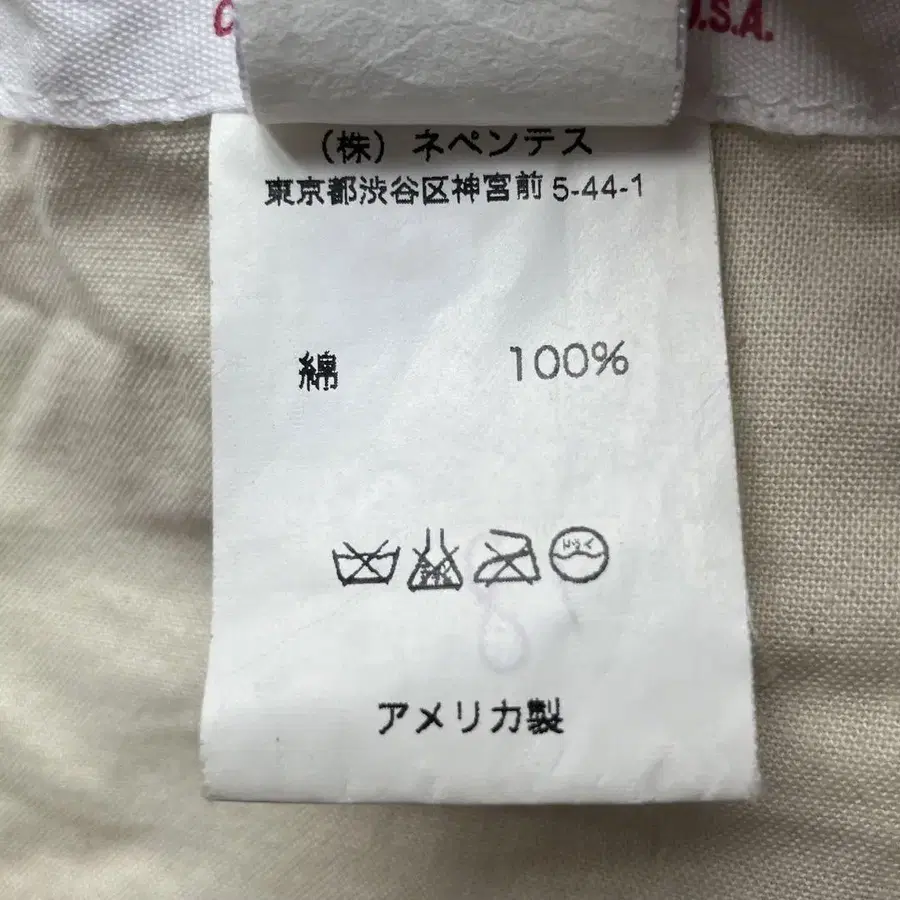 U.S.A.
(株) ネペンテス
東京都渋谷区神宮前 5-44-1
綿 100%
アメリカ製